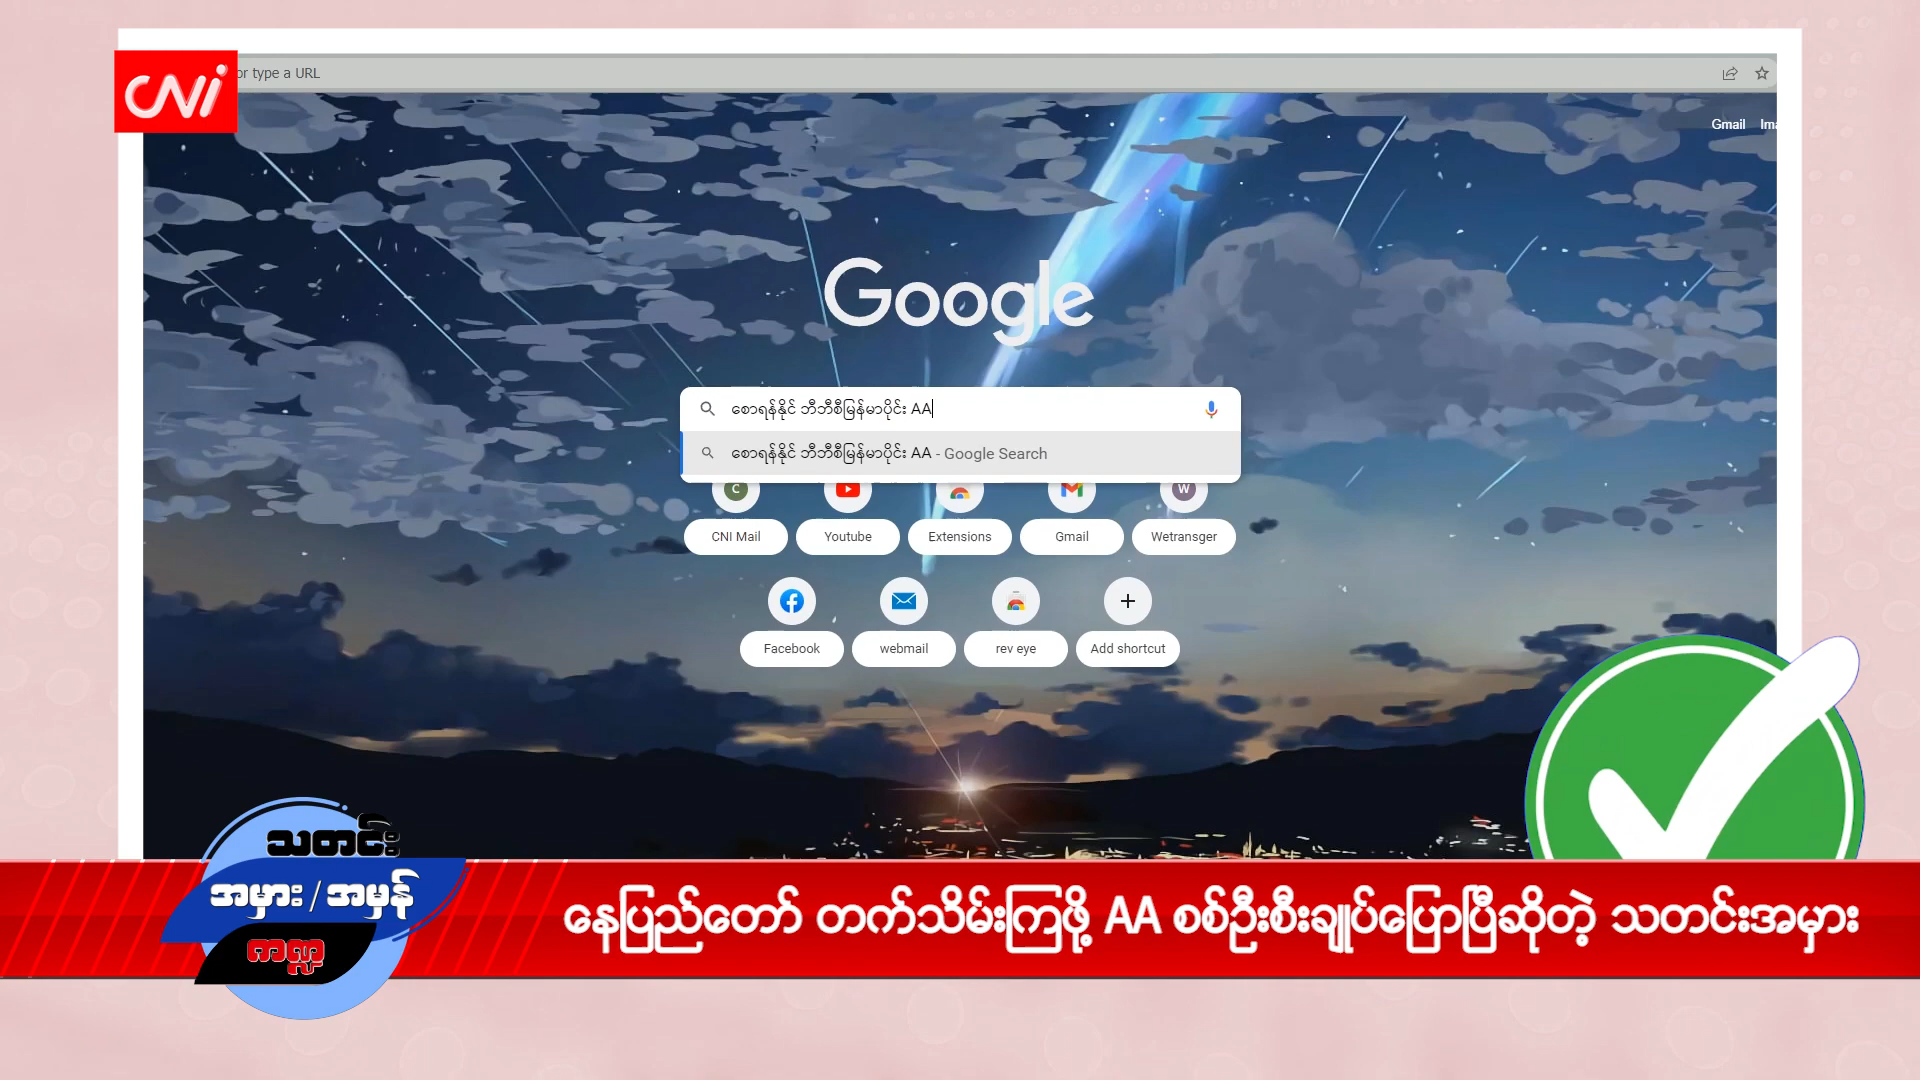 CNi
or type a URL
Gmail
Google
စောရန်နိုင် ဘီဘီစီမြန်မာပိုင်း AA
စောရန်နိုင် ဘီဘီစီမြန်မာပိုင်း AA - Google Search
C
W
CNI Mail
Youtube
Extensions
Gmail
Wetransger
Facebook
webmail
rev eye
Add shortcut
သတင်း
အမှား / အမှန်
ကဏ္ဍ
နေပြည်တော် တက်သိမ်းကြဖို့ AA စစ်ဦးစီးချုပ်ပြောပြီဆိုတဲ့ သတင်းအမှား